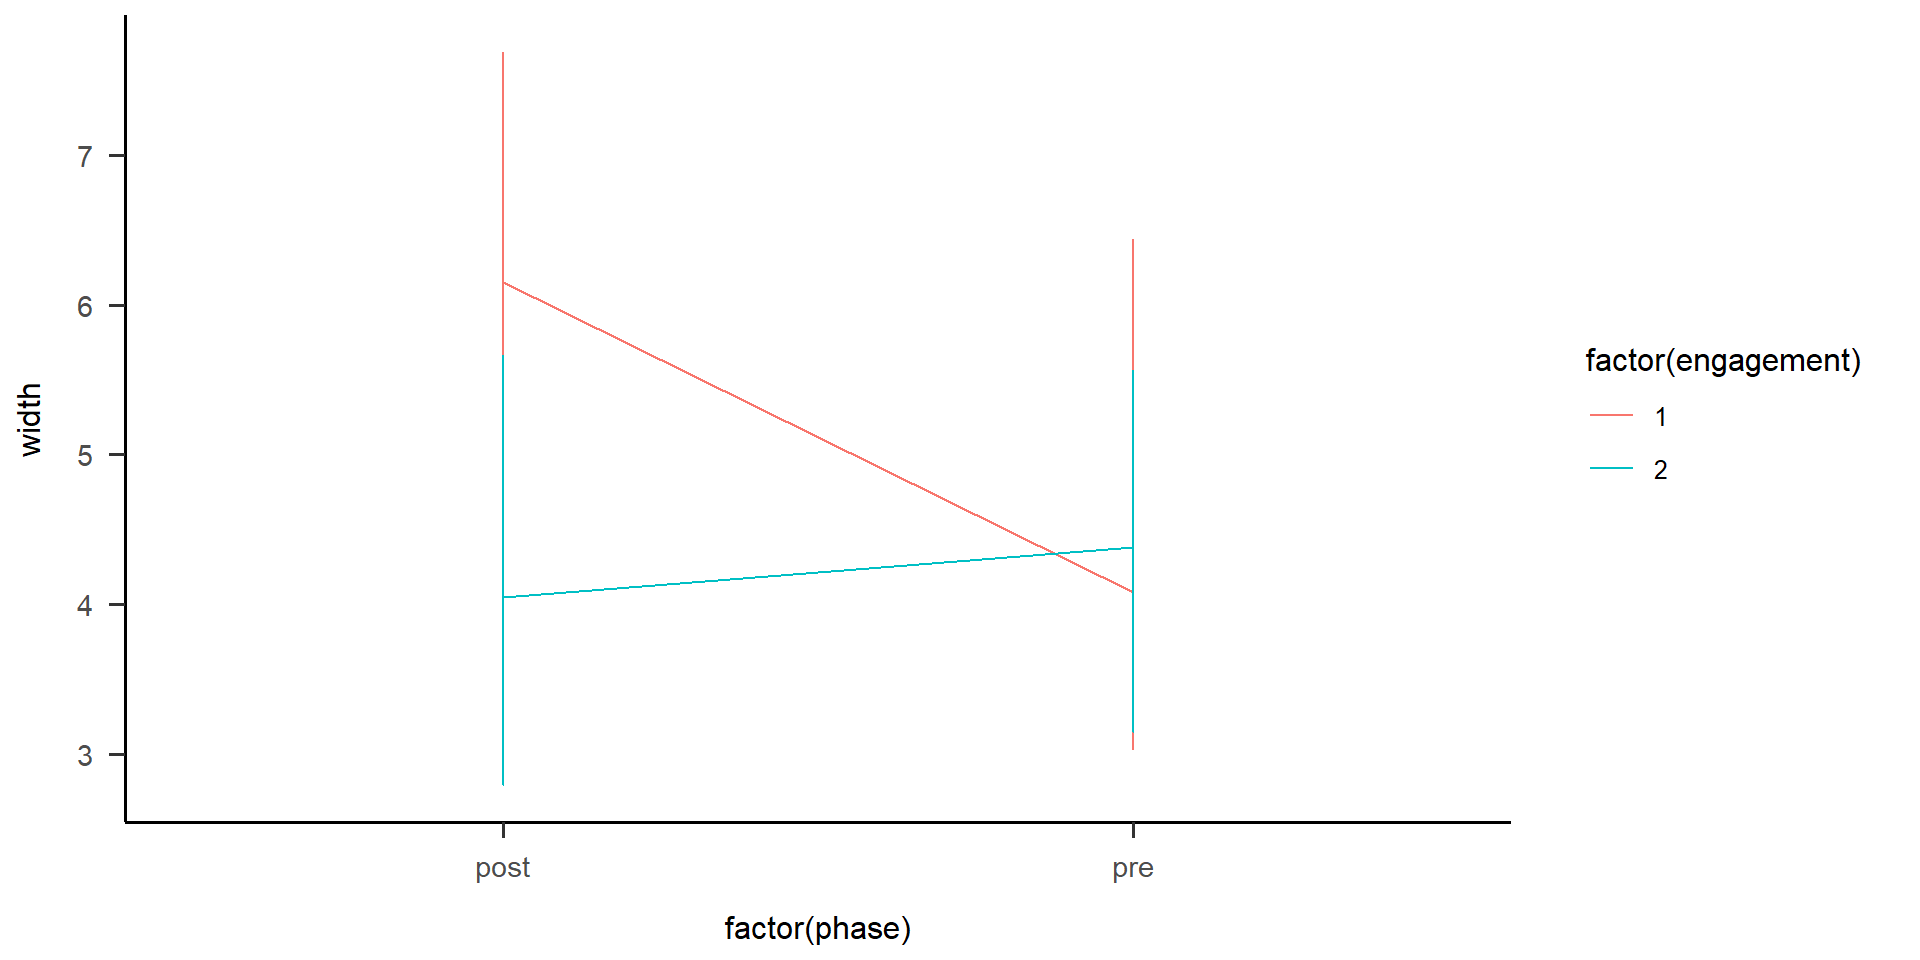 width
7
6
5
4
3
post
pre
factor(phase)
factor(engagement)
1
2